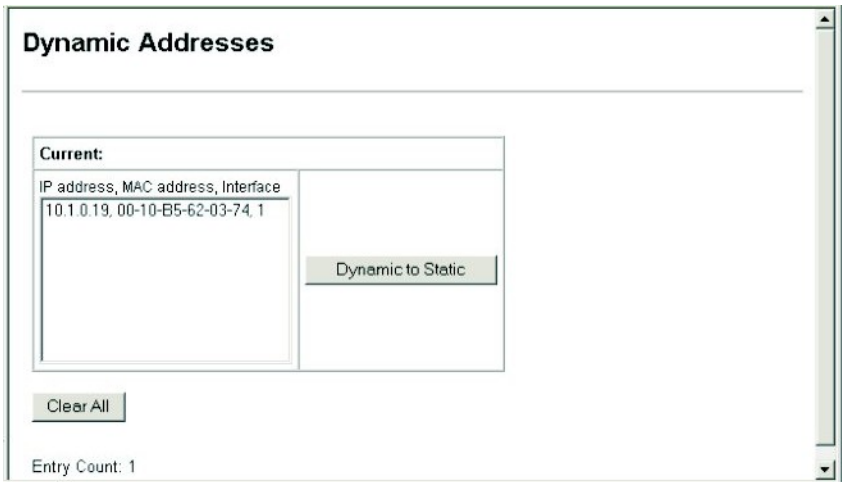 Dynamic Addresses
Current:
IP address, MAC address, Interface
10.1.0.19, 00-10-B5-62-03-74, 1
Dynamic to Static
Clear All
Entry Count: 1